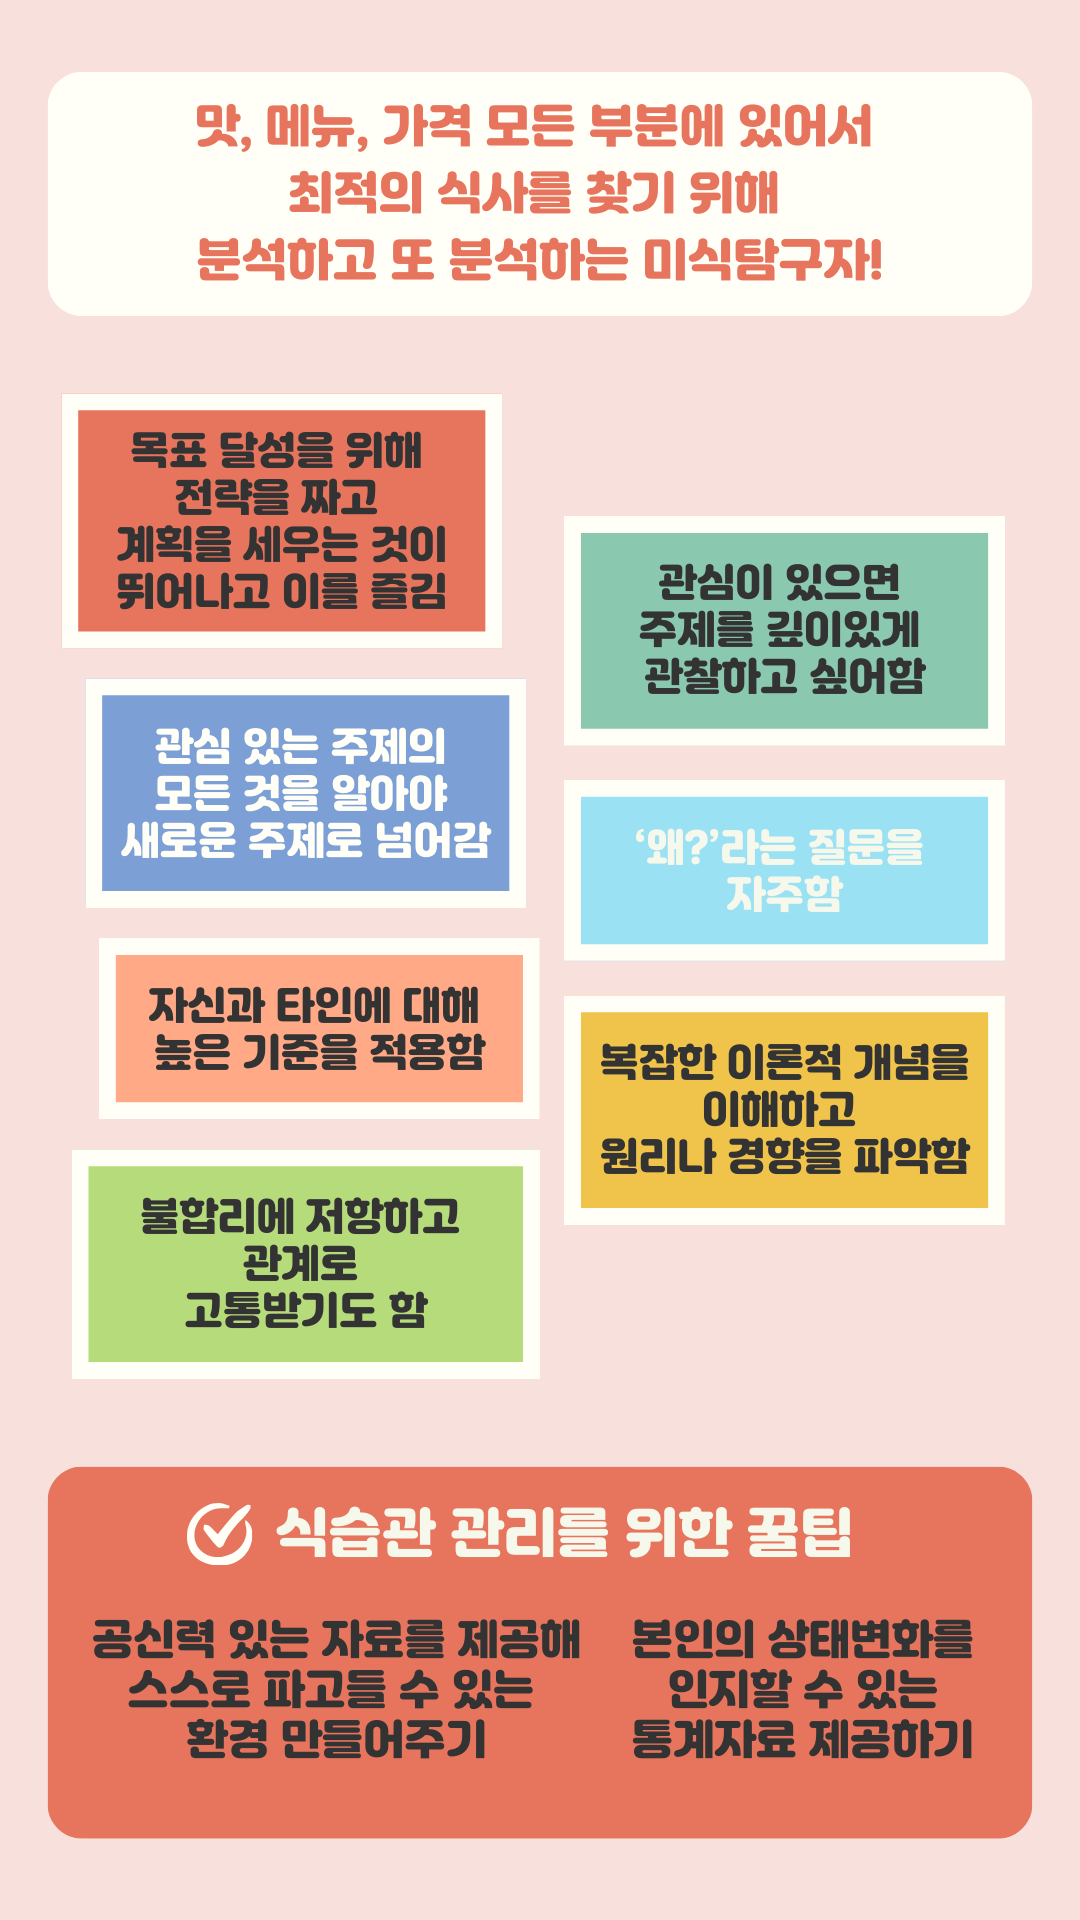 맛, 메뉴, 가격 모든 부분에 있어서
최적의 식사를 찾기 위해
분석하고 또 분석하는 미식탐구자!
목표 달성을 위해
전략을 짜고
계획을 세우는 것이
뛰어나고 이를 즐김
관심이 있으면
주제를 깊이있게
관찰하고 싶어함
관심 있는 주제의
모든 것을 알아야
새로운 주제로 넘어감
‘왜?’라는 질문을
자주함
자신과 타인에 대해
높은 기준을 적용함
복잡한 이론적 개념을
이해하고
원리나 경향을 파악함
불합리에 저항하고
관계로
고통받기도 함
식습관 관리를 위한 꿀팁
공신력 있는 자료를 제공해
스스로 파고들 수 있는
환경 만들어주기
본인의 상태변화를
인지할 수 있는
통계자료 제공하기